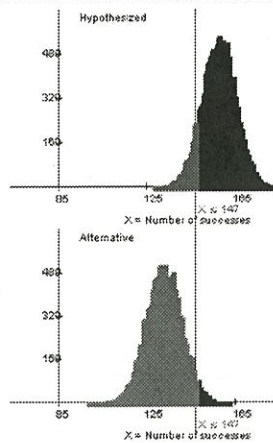 Hypothesized
480
320
160
85 125 165
X ≤ 147
X = Number of successes
Alternative
480
320
160
85 125 165
X ≤ 147
X = Number of successes